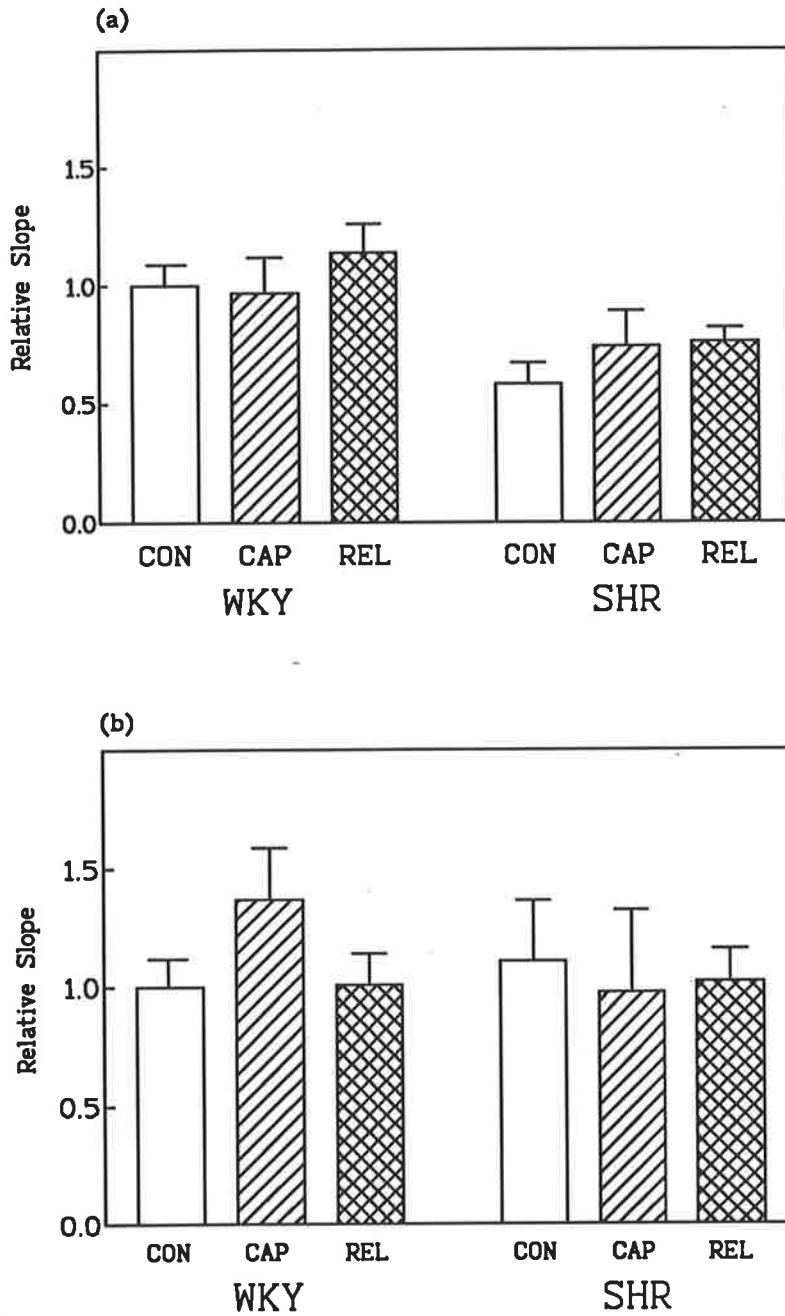 (a)
Relative Slope
1.5
1.0
0.5
0.0
CON CAP REL CON CAP REL
WKY SHR
(b)
Relative Slope
1.5
1.0
0.5
0.0
CON CAP REL CON CAP REL
WKY SHR